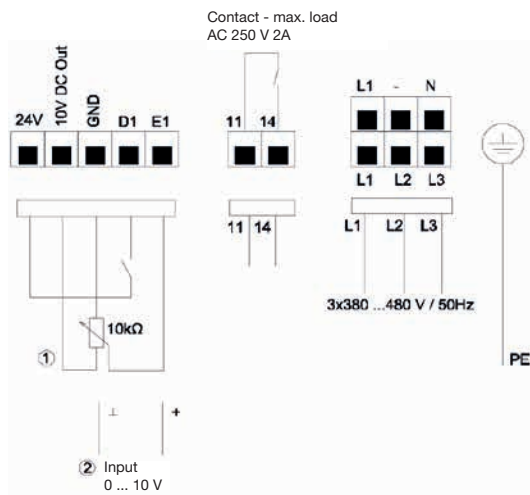 Contact - max. load
AC 250 V 2A
24V
10V DC Out
GND
D1
E1
11
14
L1 - N
L1 L2 L3
11 14
L1 L2 L3
3x380 ...480 V / 50Hz
10kΩ
①
PE
⊥ +
② Input
0 ... 10 V